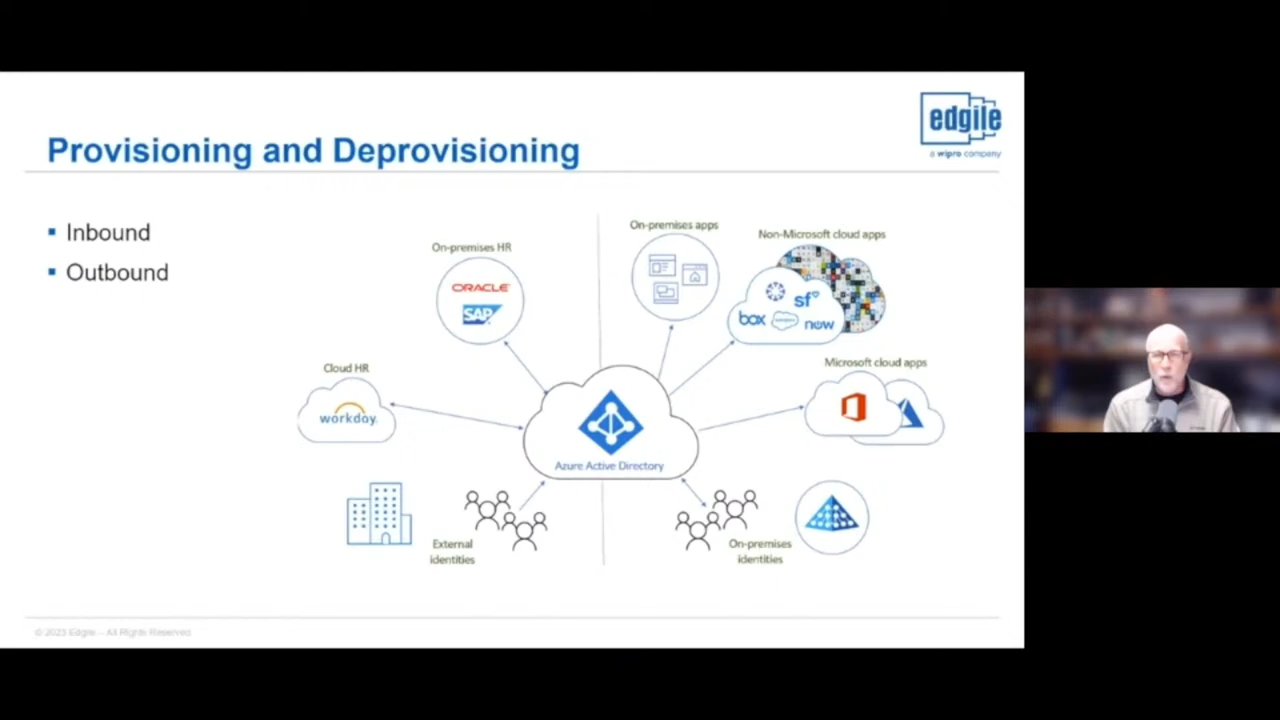 edgile
a wipro company
Provisioning and Deprovisioning
Inbound
Outbound
On-premises HR
ORACLE
SAP
Cloud HR
workday.
External
identities
Azure Active Directory
On-premises apps
Non-Microsoft cloud apps
sf
box
now
Microsoft cloud apps
On-premises
identities
© 2023 Edgile – All Rights Reserved